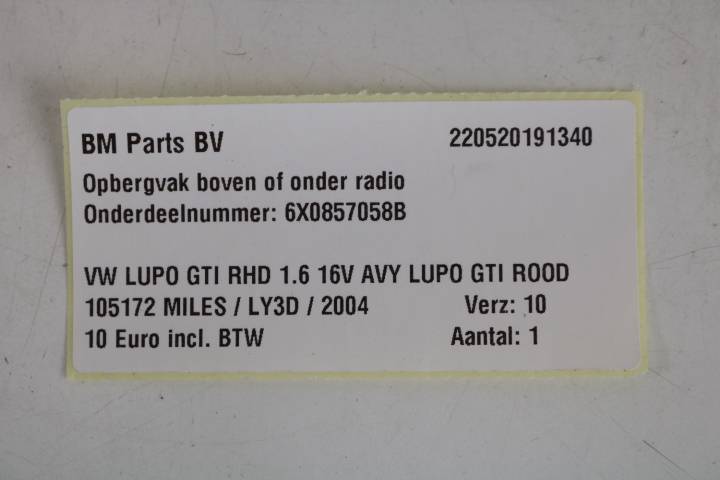 BM Parts BV 220520191340
Opbergvak boven of onder radio
Onderdeelnummer: 6X0857058B
VW LUPO GTI RHD 1.6 16V AVY LUPO GTI ROOD
105172 MILES / LY3D / 2004 Verz: 10
10 Euro incl. BTW Aantal: 1